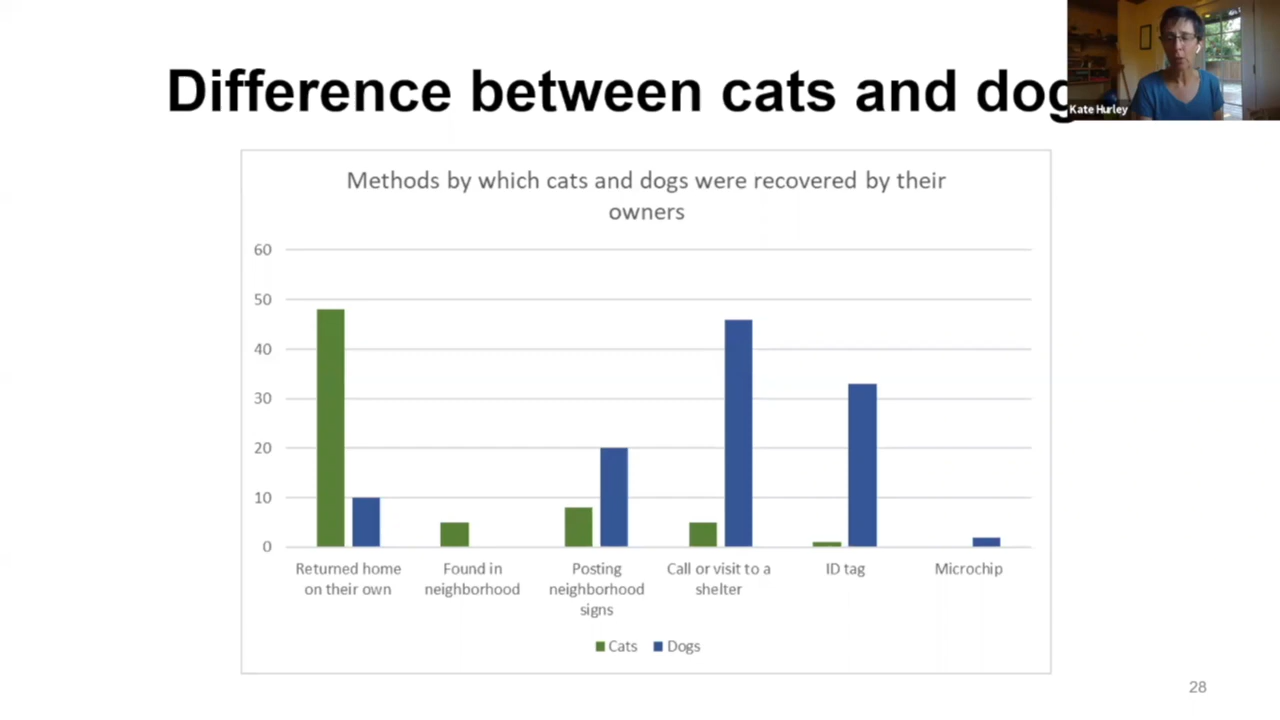 Difference between cats and dog
Kate Hurley
Methods by which cats and dogs were recovered by their
owners
60
50
40
30
20
10
0
Returned home
on their own
Found in
neighborhood
Posting
neighborhood
signs
Call or visit to a
shelter
ID tag
Microchip
Cats
Dogs
28